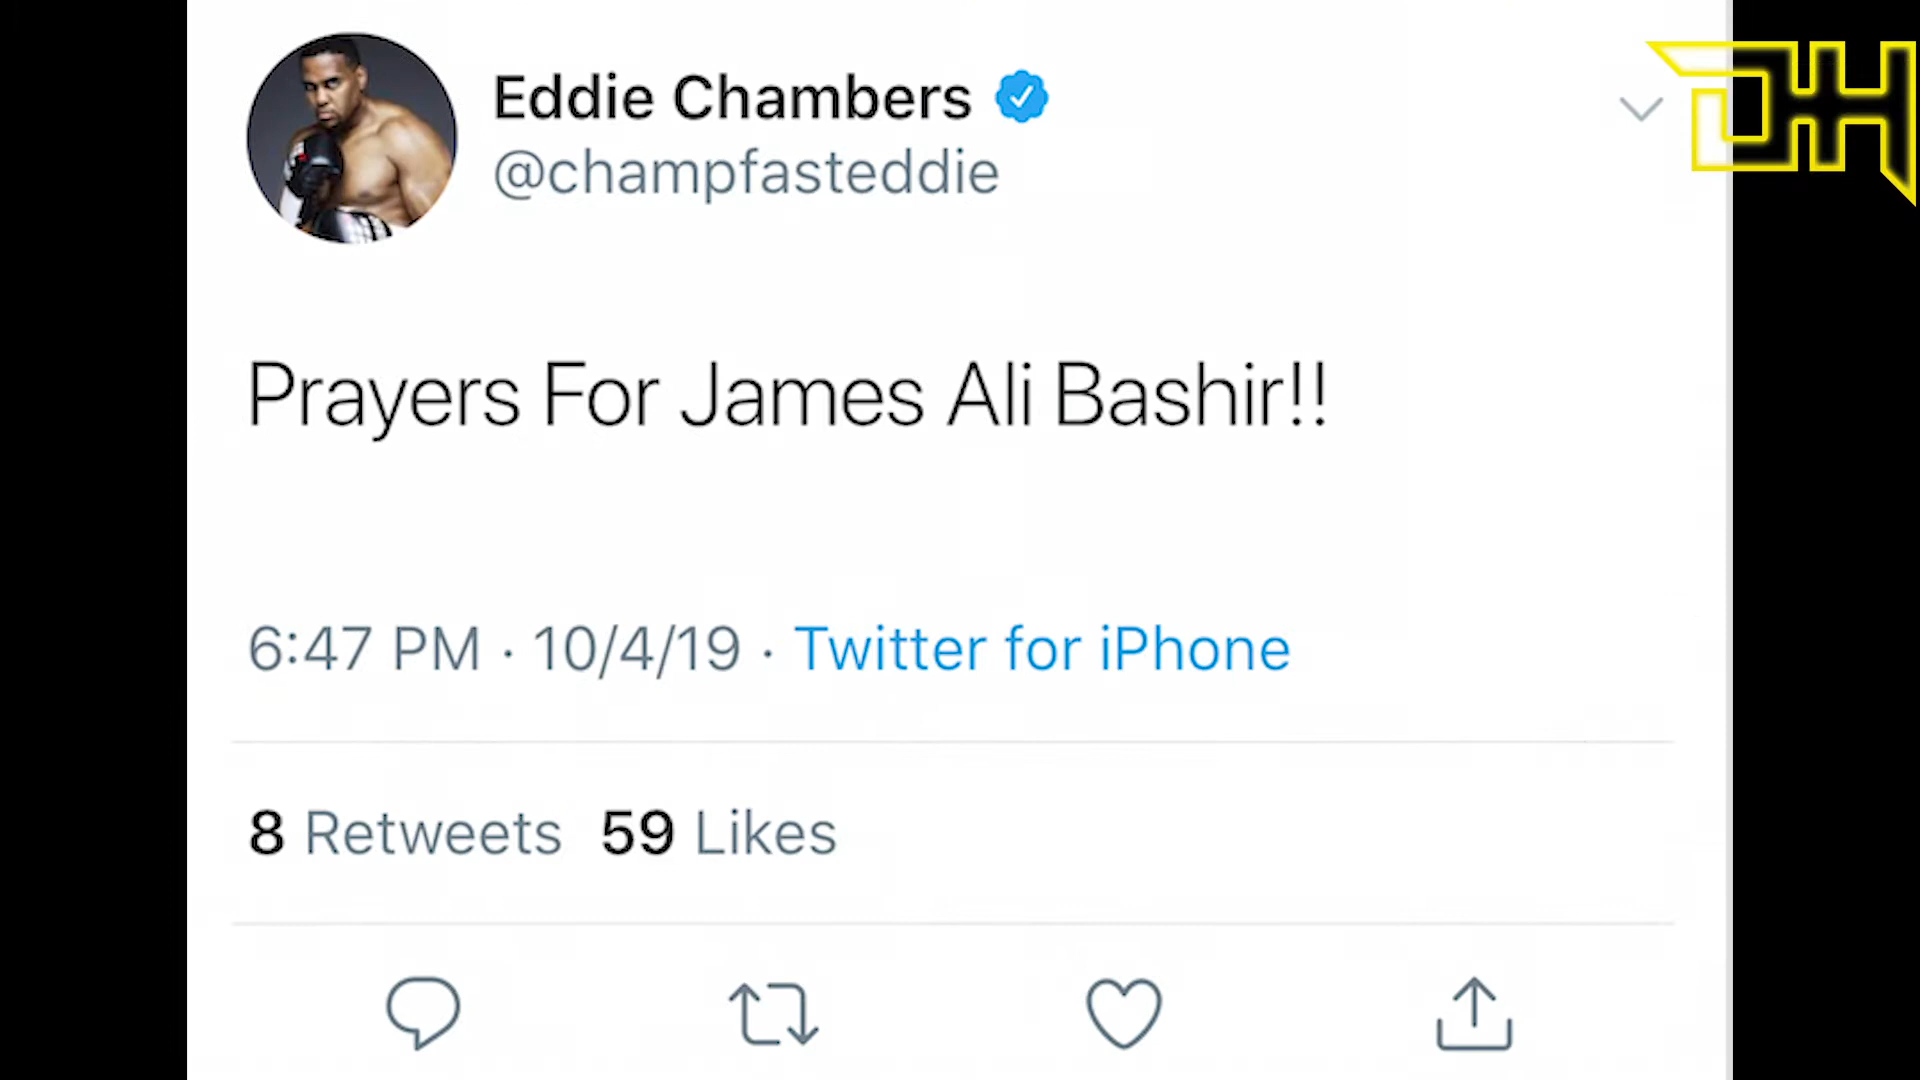 Eddie Chambers
@champfasteddie
Prayers For James Ali Bashir!!
6:47 PM · 10/4/19 · Twitter for iPhone
8 Retweets 59 Likes